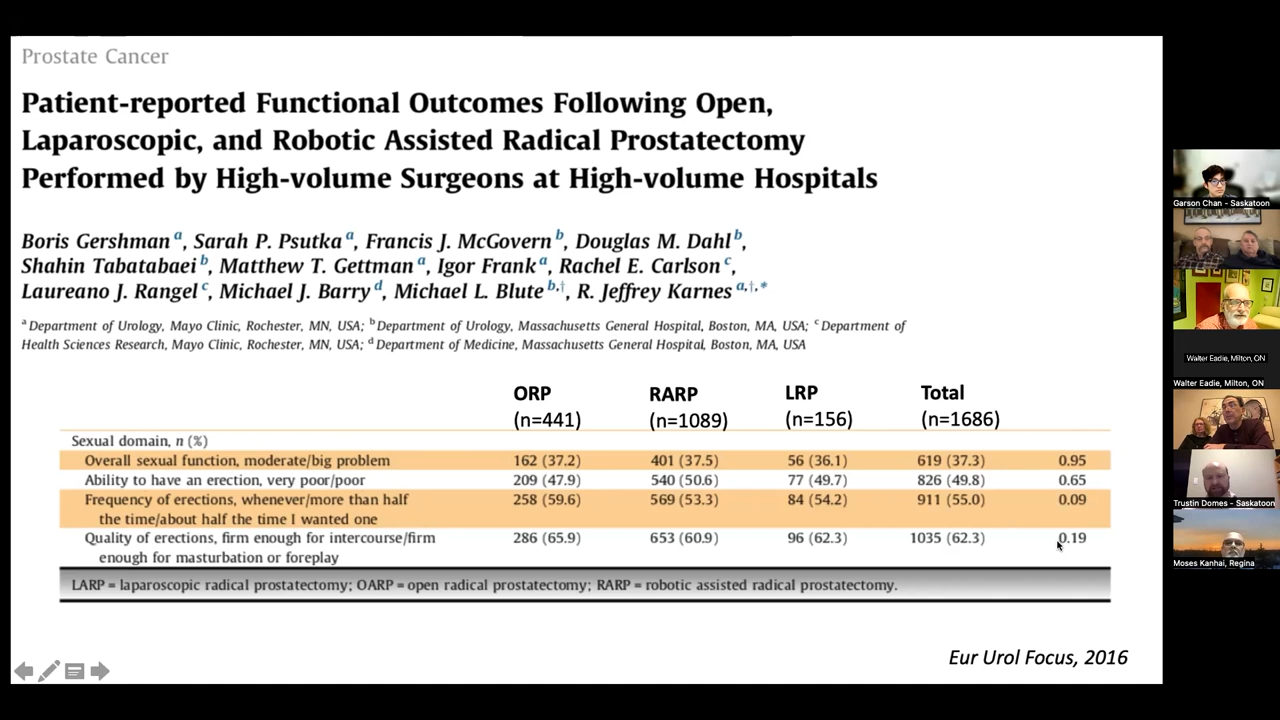 Prostate Cancer
Patient-reported Functional Outcomes Following Open,
Laparoscopic, and Robotic Assisted Radical Prostatectomy
Performed by High-volume Surgeons at High-volume Hospitals
Boris Gershman a, Sarah P. Psutka a, Francis J. McGovern b, Douglas M. Dahl b,
Shahin Tabatabaei b, Matthew T. Gettman a, Igor Frank a, Rachel E. Carlson c,
Laureano J. Rangel c, Michael J. Barry d, Michael L. Blute b,†, R. Jeffrey Karnes a,†,*
a Department of Urology, Mayo Clinic, Rochester, MN, USA; b Department of Urology, Massachusetts General Hospital, Boston, MA, USA; c Department of
Health Sciences Research, Mayo Clinic, Rochester, MN, USA; d Department of Medicine, Massachusetts General Hospital, Boston, MA, USA
ORP RARP LRP Total
(n=441) (n=1089) (n=156) (n=1686)
Sexual domain, n (%)
Overall sexual function, moderate/big problem 162 (37.2) 401 (37.5) 56 (36.1) 619 (37.3) 0.95
Ability to have an erection, very poor/poor 209 (47.9) 540 (50.6) 77 (49.7) 826 (49.8) 0.65
Frequency of erections, whenever/more than half 258 (59.6) 569 (53.3) 84 (54.2) 911 (55.0) 0.09
the time/about half the time I wanted one
Quality of erections, firm enough for intercourse/firm 286 (65.9) 653 (60.9) 96 (62.3) 1035 (62.3) 0.19
enough for masturbation or foreplay
LARP = laparoscopic radical prostatectomy; OARP = open radical prostatectomy; RARP = robotic assisted radical prostatectomy.
Eur Urol Focus, 2016
Garson Chan - Saskatoon
Walter Eadie, Milton, ON
Walter Eadie, Milton, ON
Trustin Domes - Saskatoon
Moses Kanhai, Regina